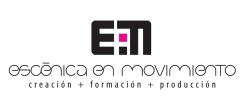 E:m
escénica en movimiento
creación + formación + producción